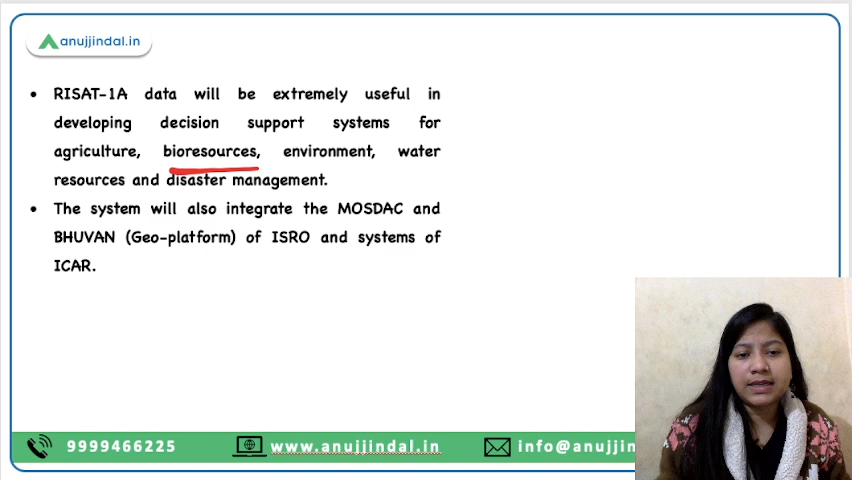 anujjindal.in
• RISAT-1A data will be extremely useful in
developing decision support systems for
agriculture, bioresources, environment, water
resources and disaster management.
• The system will also integrate the MOSDAC and
BHUVAN (Geo-platform) of ISRO and systems of
ICAR.
9999466225 www.anujjindal.in info@anujjin